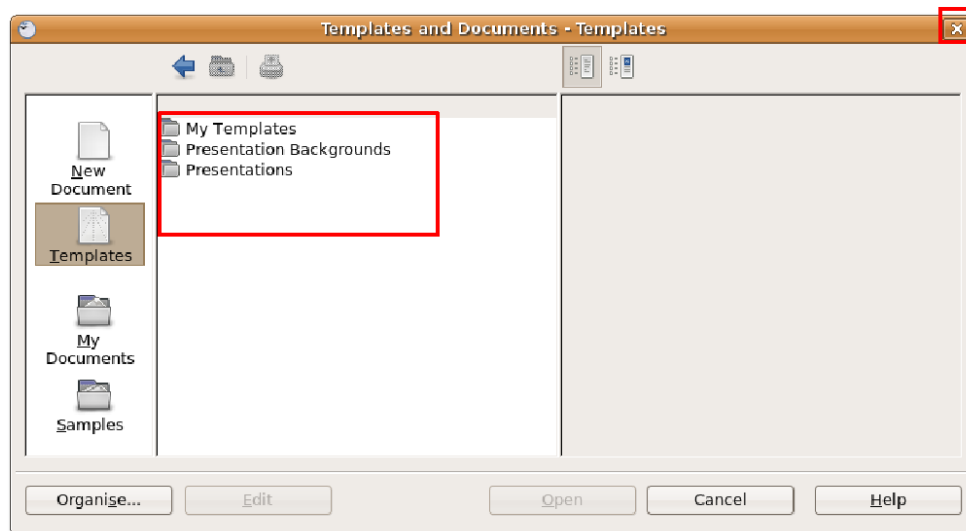 Templates and Documents - Templates
My Templates
Presentation Backgrounds
Presentations
New
Document
Templates
My
Documents
Samples
Organise...
Edit
Open
Cancel
Help